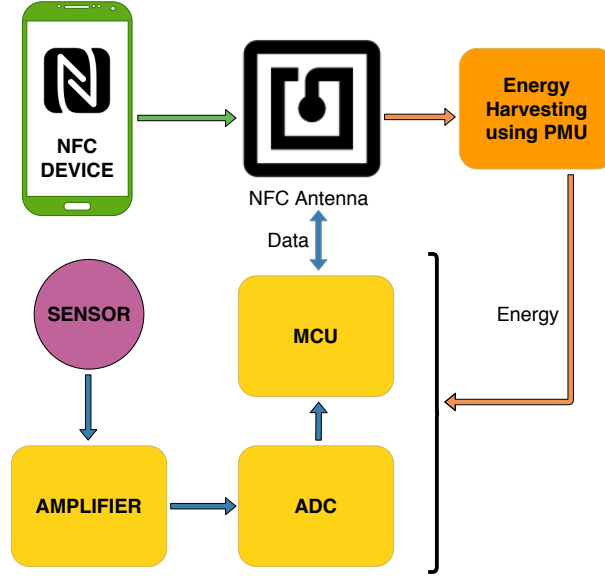 NFC
DEVICE
NFC Antenna
Energy
Harvesting
using PMU
Data
SENSOR
MCU
Energy
AMPLIFIER
ADC